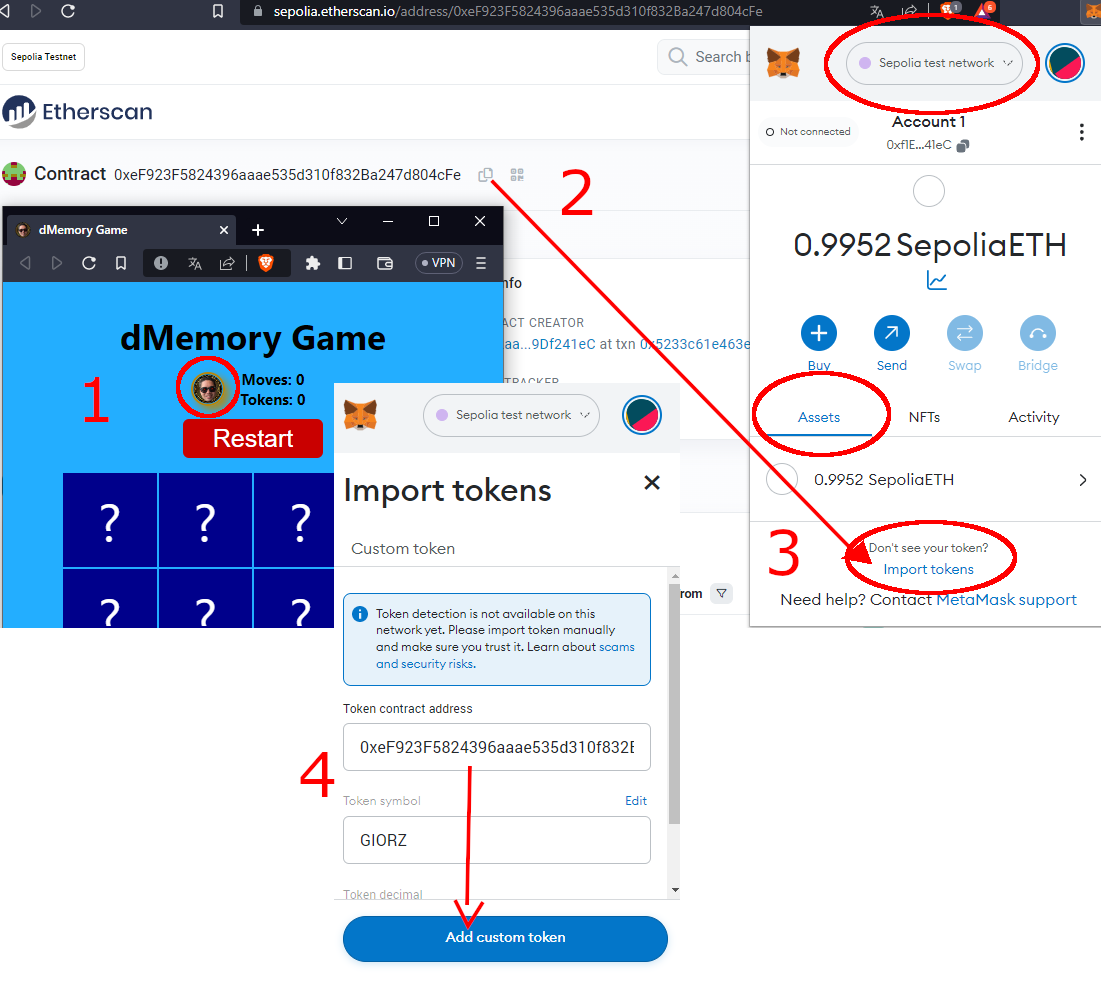 sepolia.etherscan.io/address/0xeF923F5824396aaae535d310f832Ba247d804cFe
1
6
Sepolia Testnet
Search b
Etherscan
Contract 0xeF923F5824396aaae535d310f832Ba247d804cFe
2
nfo
ACT CREATOR
aa...9Df241eC at txn 0x5233c61e463e
TRACKER
rom
dMemory Game
VPN
dMemory Game
1
Moves: 0
Tokens: 0
Restart
? ? ?
? ? ?
Sepolia test network
Not connected
Account 1
0xf1E...41eC
0.9952 SepoliaETH
Buy Send Swap Bridge
Assets NFTs Activity
0.9952 SepoliaETH
3
Don't see your token?
Import tokens
Need help? Contact MetaMask support
Sepolia test network
Import tokens
Custom token
Token detection is not available on this
network yet. Please import token manually
and make sure you trust it. Learn about scams
and security risks.
Token contract address
0xeF923F5824396aaae535d310f832E
4
Token symbol Edit
GIORZ
Token decimal
Add custom token